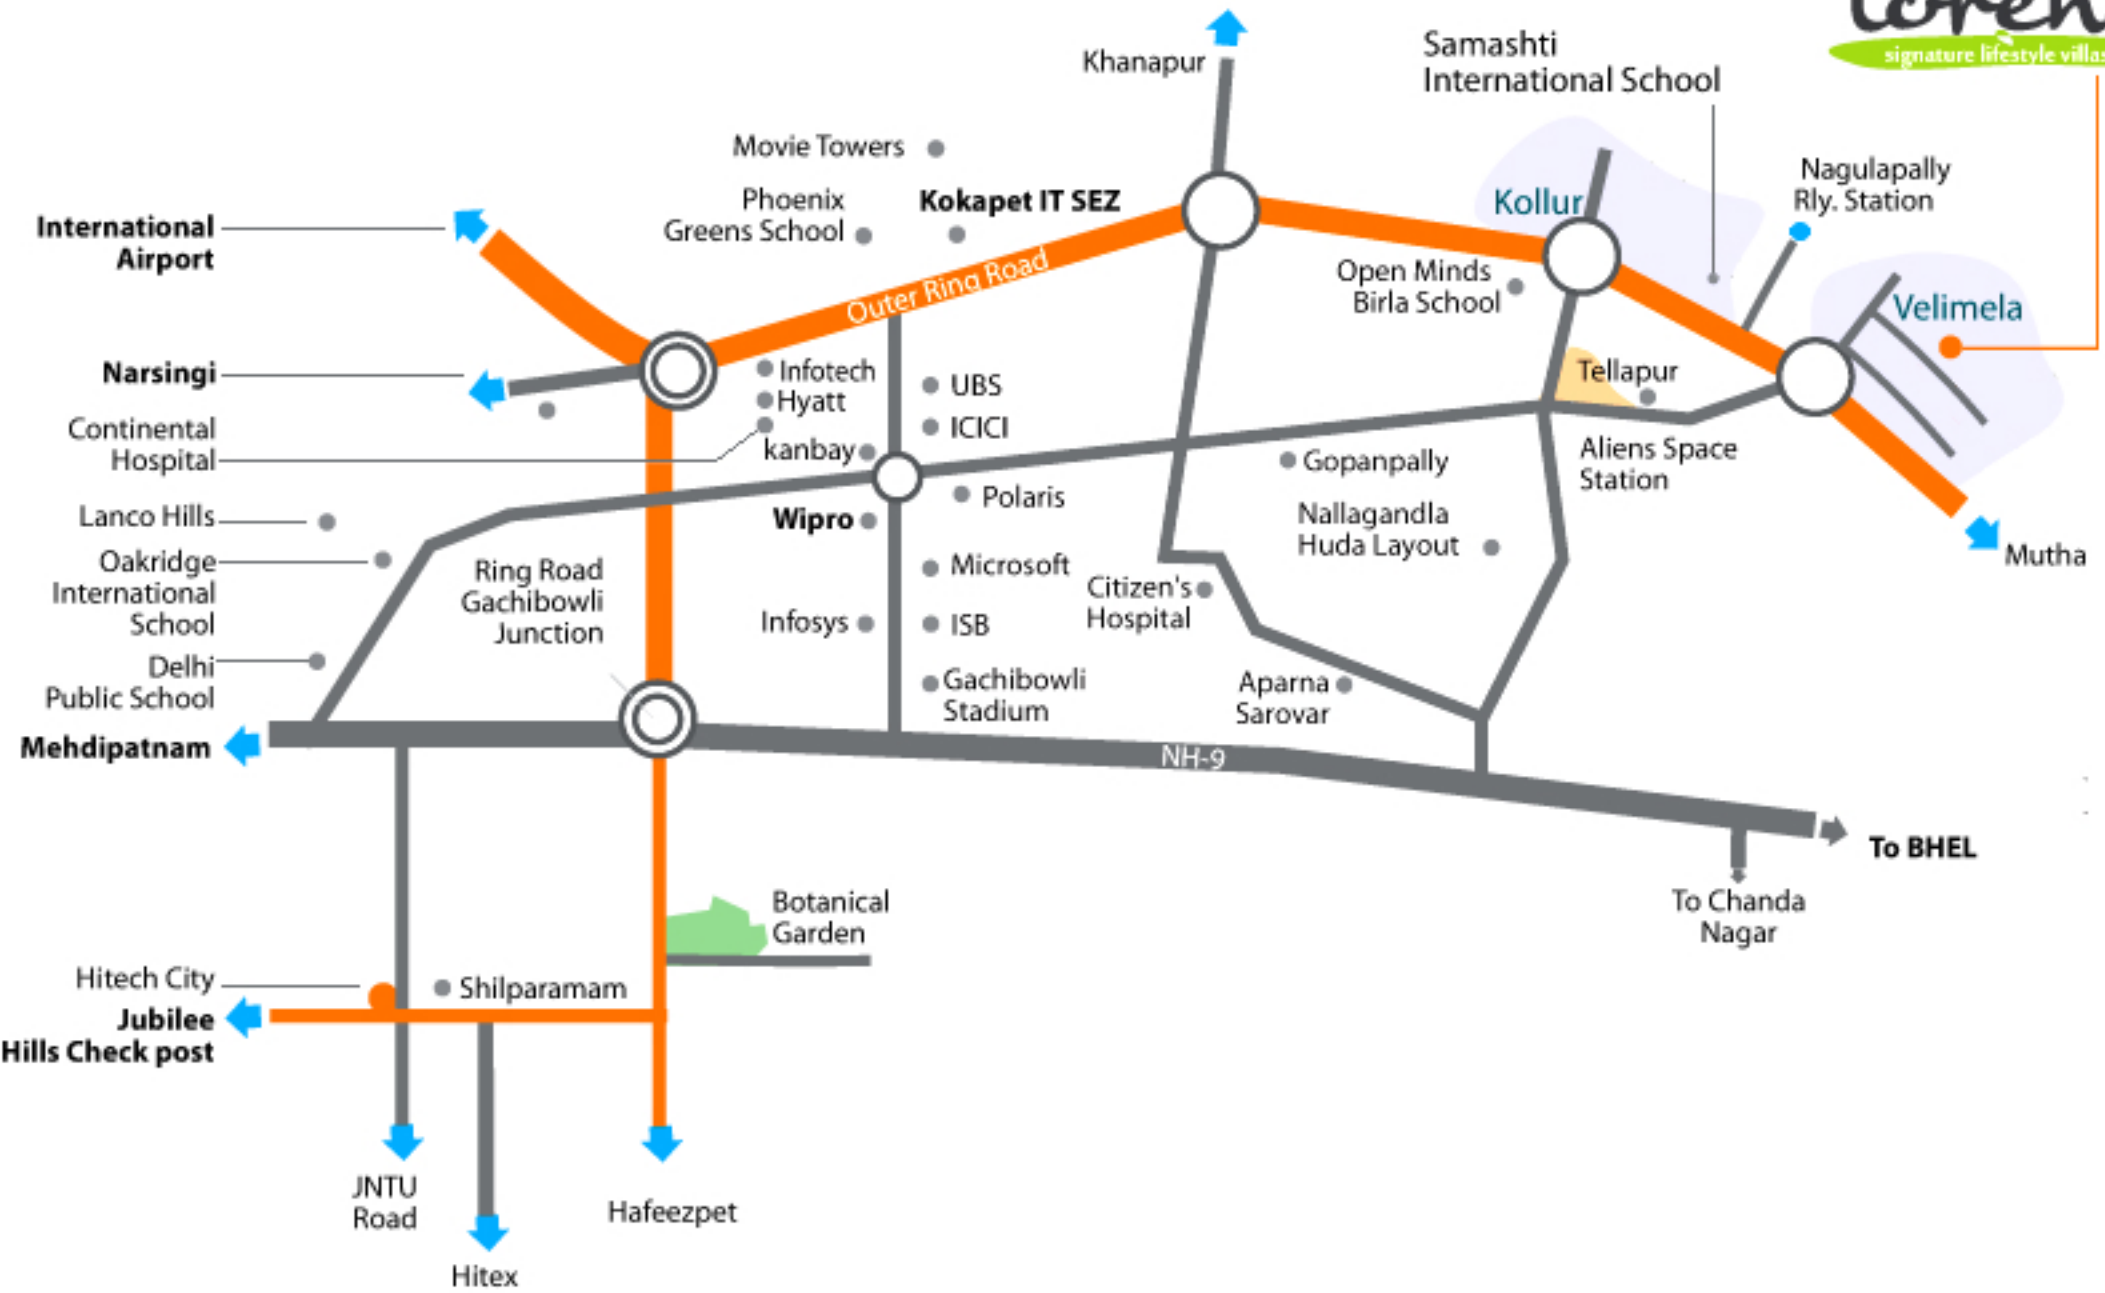 signature lifestyle villas
Samashti
International School
Khanapur
Movie Towers
Phoenix
Greens School
Kokapet IT SEZ
Kollur
Nagulapally
Rly. Station
International
Airport
Outer Ring Road
Open Minds
Birla School
Velimela
Narsingi
Infotech
Hyatt
kanbay
UBS
ICICI
Tellapur
Continental
Hospital
Gopanpally
Aliens Space
Station
Polaris
Wipro
Lanco Hills
Nallagandla
Huda Layout
Mutha
Oakridge
International
School
Ring Road
Gachibowli
Junction
Microsoft
Citizen's
Hospital
Infosys
ISB
Delhi
Public School
Gachibowli
Stadium
Aparna
Sarovar
Mehdipatnam
NH-9
To BHEL
To Chanda
Nagar
Botanical
Garden
Hitech City
Shilparamam
Jubilee
Hills Check post
JNTU
Road
Hafeezpet
Hitex